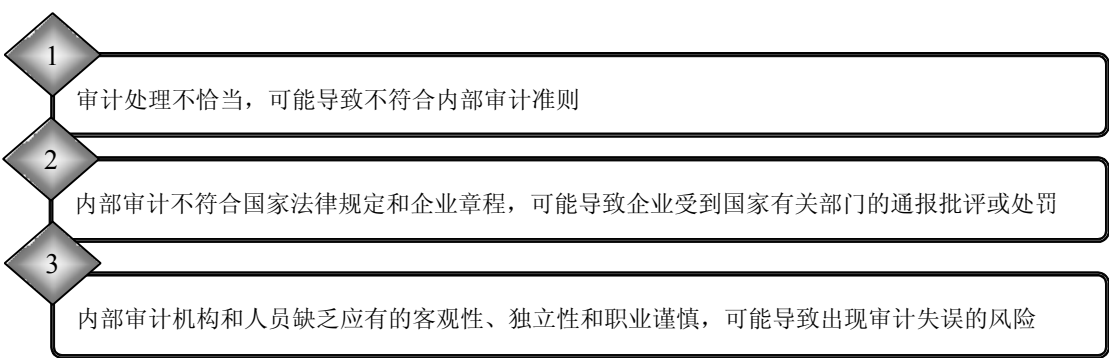 1
审计处理不恰当，可能导致不符合内部审计准则
2
内部审计不符合国家法律规定和企业章程，可能导致企业受到国家有关部门的通报批评或处罚
3
内部审计机构和人员缺乏应有的客观性、独立性和职业谨慎，可能导致出现审计失误的风险